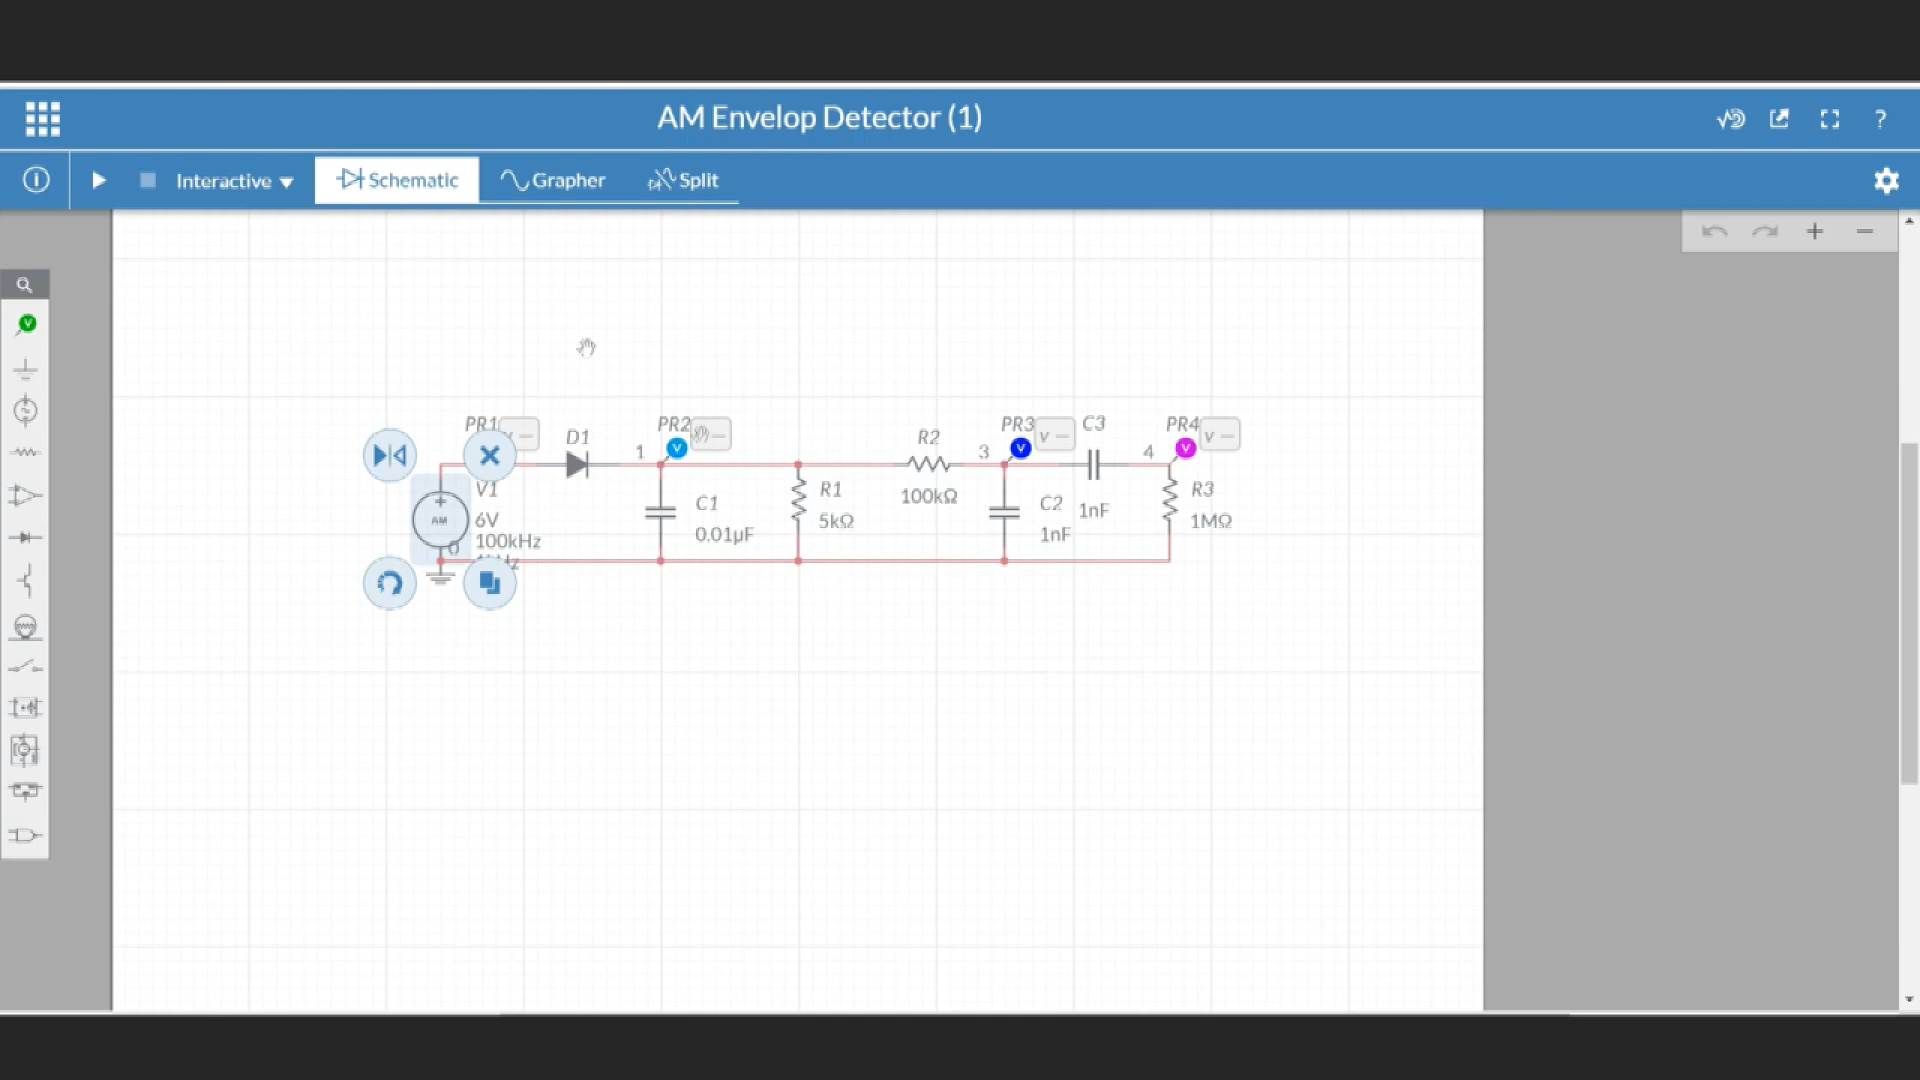 AM Envelop Detector (1)
?
Interactive
Schematic
Grapher
Split
PR1
D1
1
PR2
R2
3
PR3
V
C3
4
PR4
V
V1
6V
100kHz
AM
0
C1
0.01µF
R1
5kΩ
100kΩ
C2
1nF
1nF
R3
1MΩ